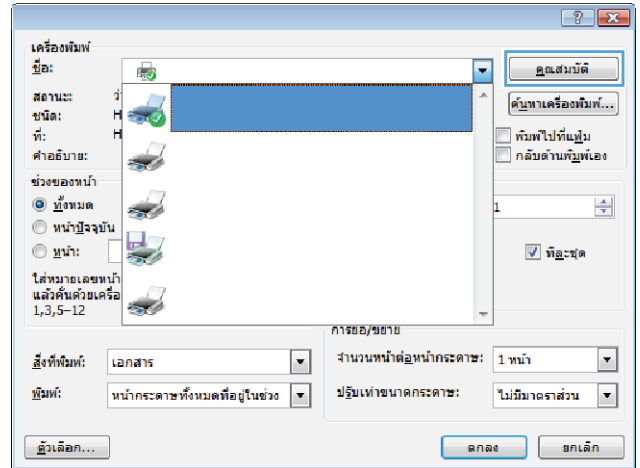 เครื่องพิมพ์
ชื่อ:
คุณสมบัติ
สถานะ: ว่
ชนิด: H
ค้นหาเครื่องพิมพ์...
ที่: H
พิมพ์ไปที่แฟ้ม
คำอธิบาย:
กลับด้านพิมพ์เอง
ช่วงของหน้า
ทั้งหมด
1
หน้าปัจจุบัน
หน้า:
ทีละชุด
ใส่หมายเลขหน้า
แล้วคั่นด้วยเครื่อ
1,3,5–12
การย่อ/ขยาย
สิ่งที่พิมพ์: เอกสาร
จำนวนหน้าต่อหน้ากระดาษ: 1 หน้า
พิมพ์: หน้ากระดาษทั้งหมดที่อยู่ในช่วง
ปรับเท่าขนาดกระดาษ: ไม่มีมาตราส่วน
ตัวเลือก...
ตกลง
ยกเลิก